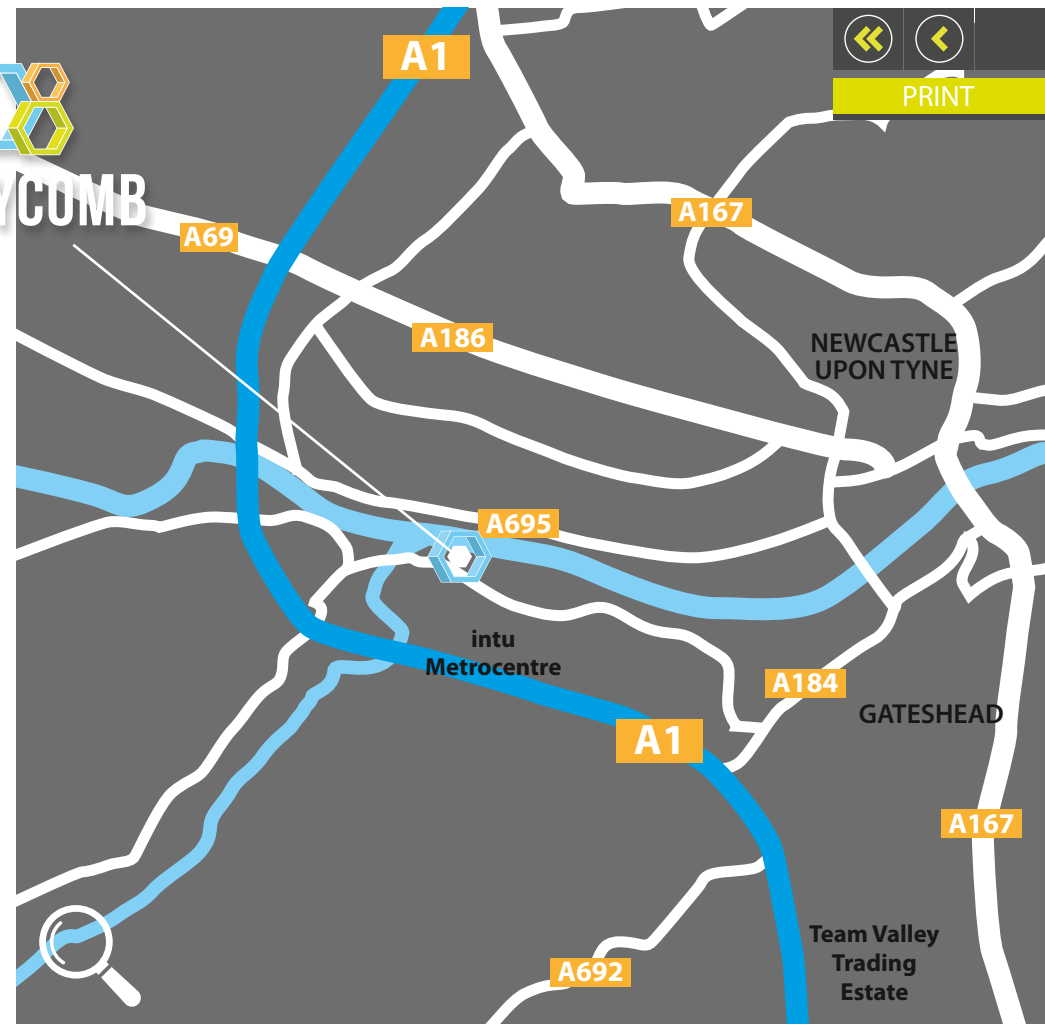 A1
PRINT
YCOMB
A167
A69
A186
NEWCASTLE
UPON TYNE
A695
intu
Metrocentre
A184
GATESHEAD
A1
A167
Team Valley
Trading
Estate
A692